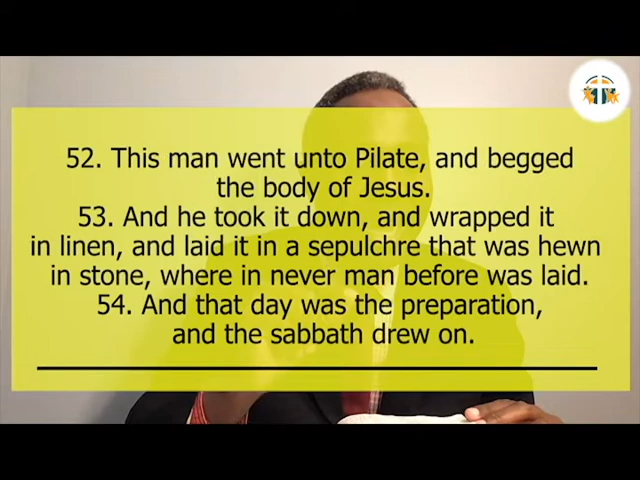 52. This man went unto Pilate, and begged
the body of Jesus.
53. And he took it down, and wrapped it
in linen, and laid it in a sepulchre that was hewn
in stone, where in never man before was laid.
54. And that day was the preparation,
and the sabbath drew on.